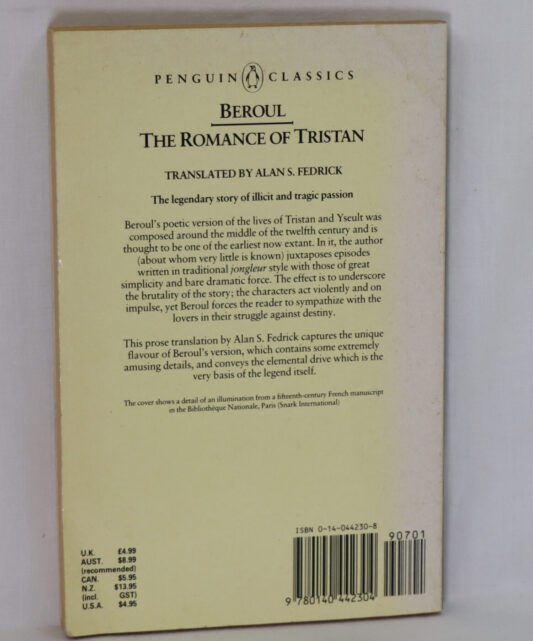 PENGUIN CLASSICS
BEROUL
THE ROMANCE OF TRISTAN
TRANSLATED BY ALAN S. FEDRICK
The legendary story of illicit and tragic passion
Beroul's poetic version of the lives of Tristan and Yseult was
composed around the middle of the twelfth century and is
thought to be one of the earliest now extant. In it, the author
(about whom very little is known) juxtaposes episodes
written in traditional jongleur style with those of great
simplicity and bare dramatic force. The effect is to underscore
the brutality of the story; the characters act violently and on
impulse, yet Beroul forces the reader to sympathize with the
lovers in their struggle against destiny.
This prose translation by Alan S. Fedrick captures the unique
flavour of Beroul's version, which contains some extremely
amusing details, and conveys the elemental drive which is the
very basis of the legend itself.
The cover shows a detail of an illumination from a fifteenth-century French manuscript
in the Bibliothèque Nationale, Paris (Snark International)
U.K. £4.99
AUST. $8.99
(recommended)
CAN. $5.95
N.Z. $13.95
(incl. GST)
U.S.A. $4.95
ISBN 0-14-044230-8
90701
9 780140 442304